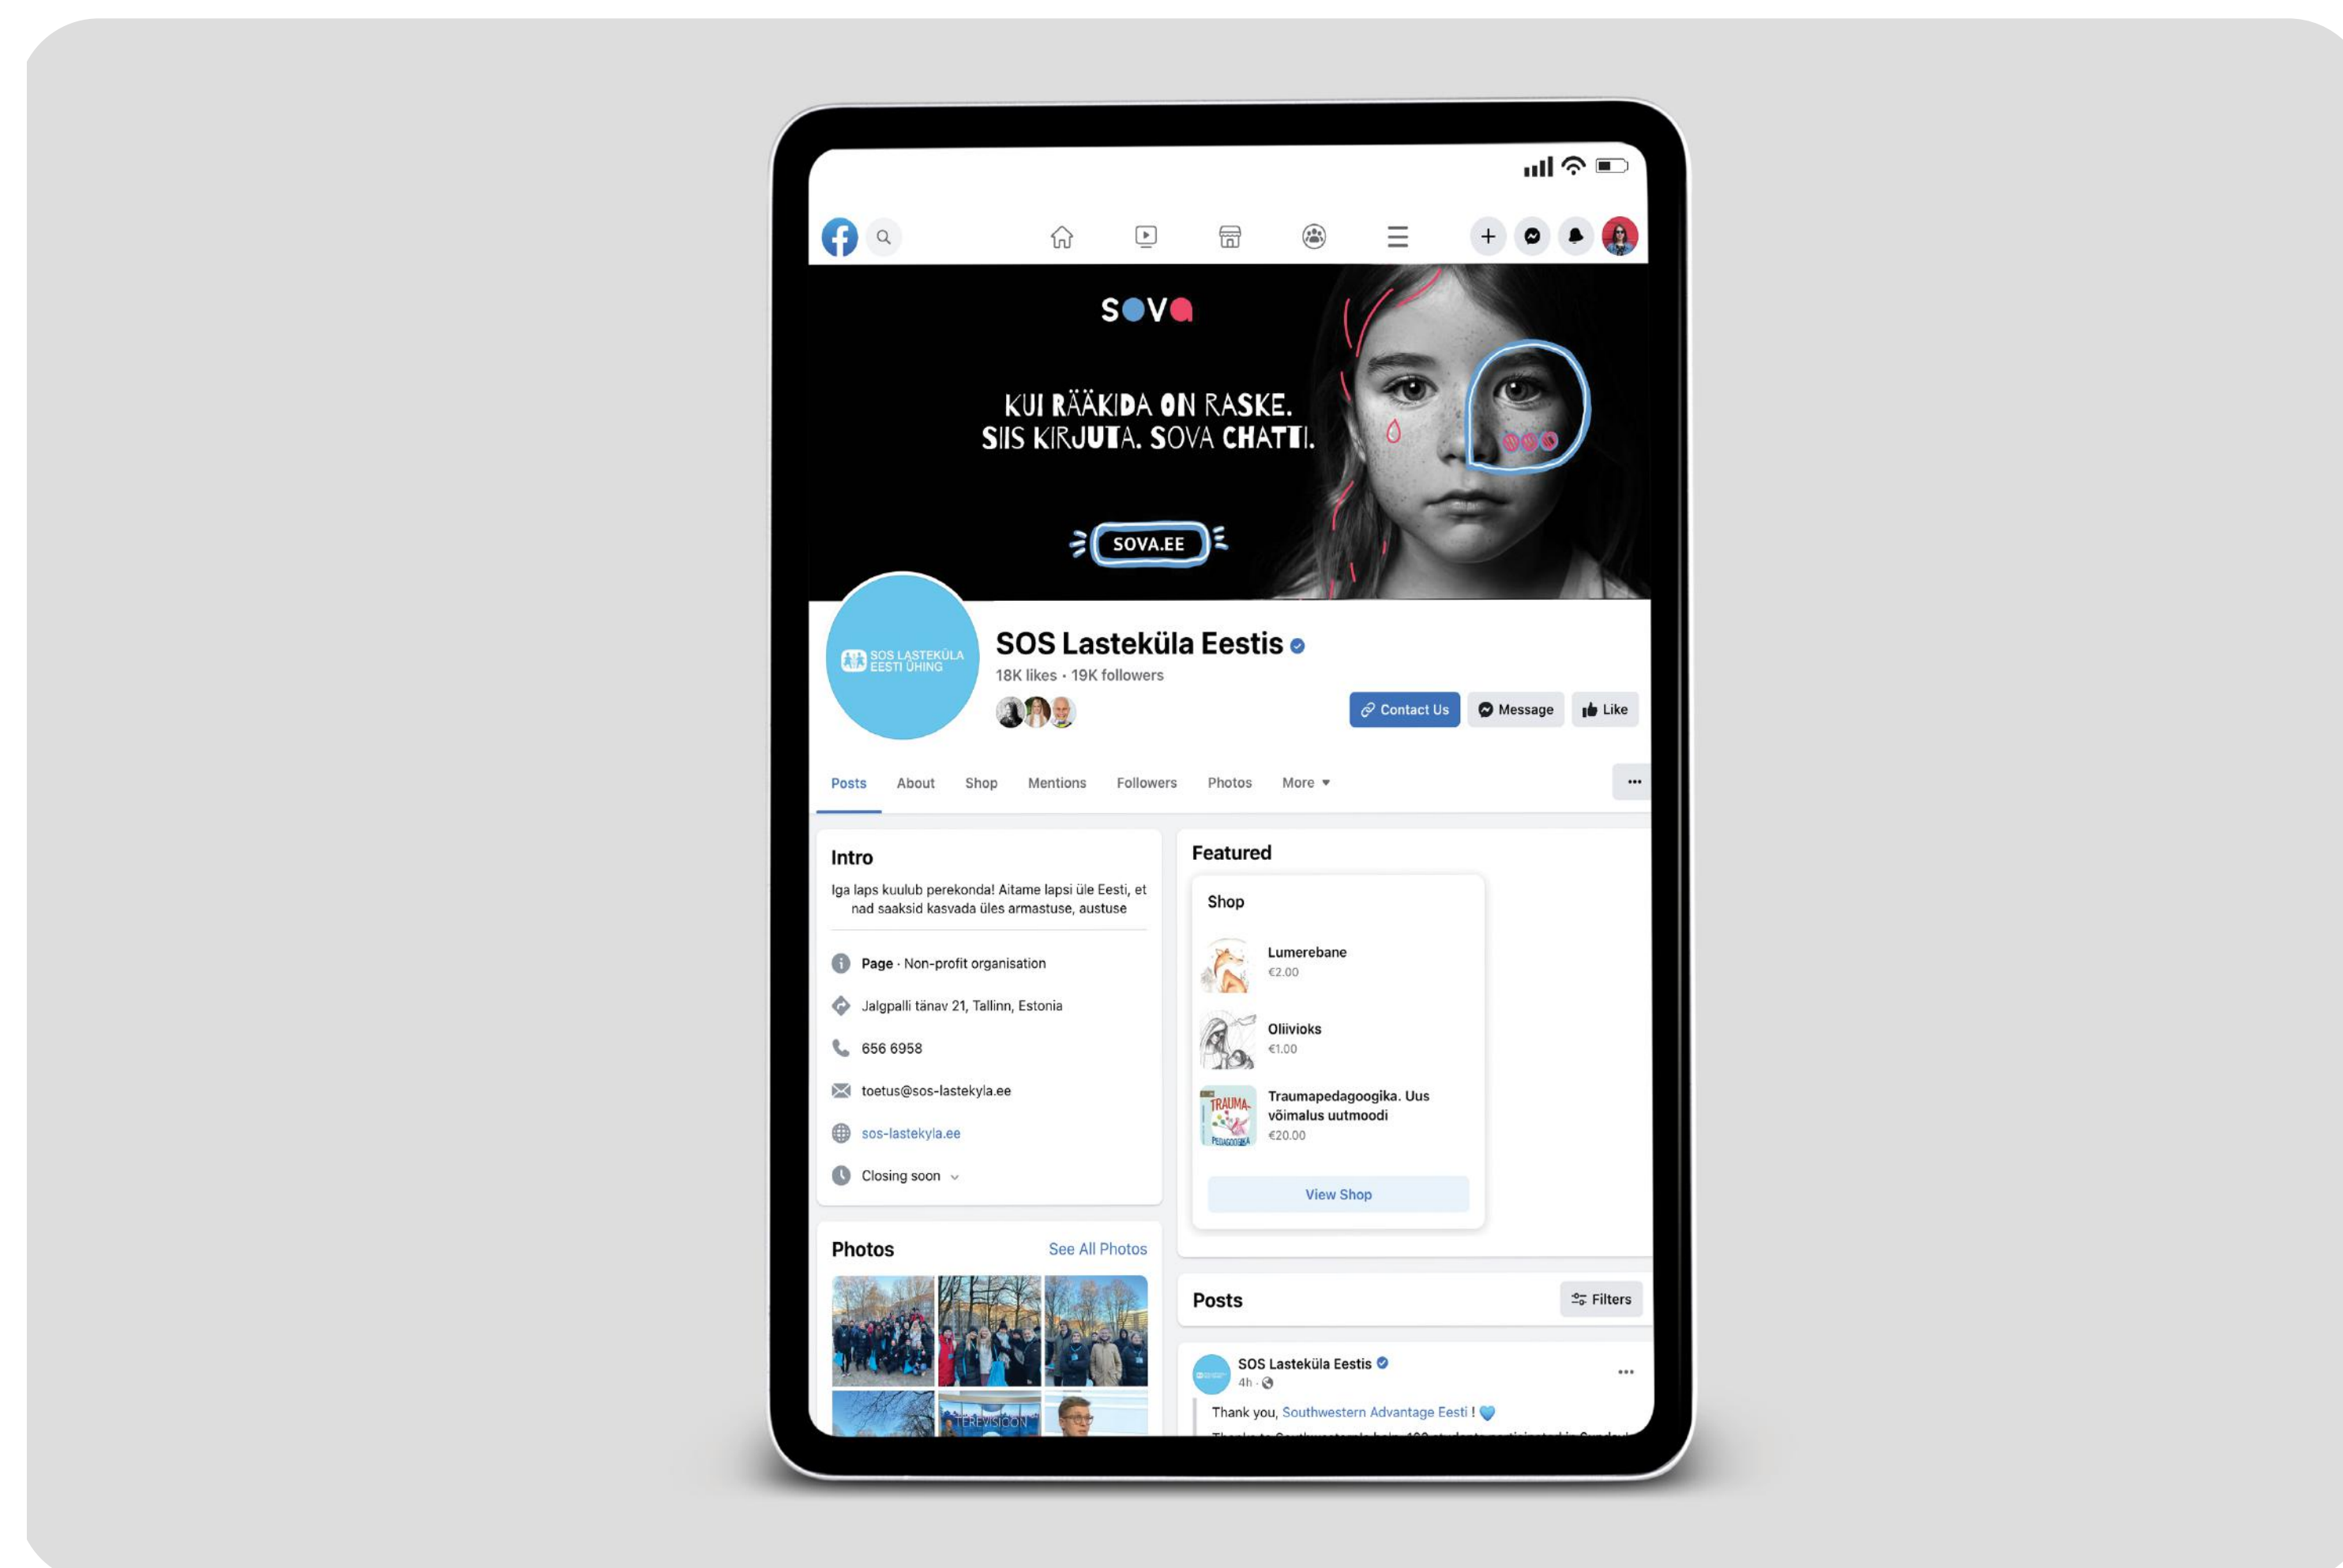 sova
KUI RÄÄKIDA ON RASKE.
SIIS KIRJUTA. SOVA CHATTI.
SOVA.EE
SOS LASTEKÜLA
EESTI ÜHING
SOS Lasteküla Eestis
18K likes · 19K followers
Contact Us
Message
Like
Posts
About
Shop
Mentions
Followers
Photos
More
Intro
Iga laps kuulub perekonda! Aitame lapsi üle Eesti, et
nad saaksid kasvada üles armastuse, austuse
Page · Non-profit organisation
Jalgpalli tänav 21, Tallinn, Estonia
656 6958
toetus@sos-lastekyla.ee
sos-lastekyla.ee
Closing soon
Photos
See All Photos
TEREVISIOON
Featured
Shop
Lumerebane
€2.00
Oliivioks
€1.00
TRAUMA-
PEDAGOOGIKA
Traumapedagoogika. Uus
võimalus uutmoodi
€20.00
View Shop
Posts
Filters
SOS Lasteküla Eestis
4h ·
Thank you, Southwestern Advantage Eesti !